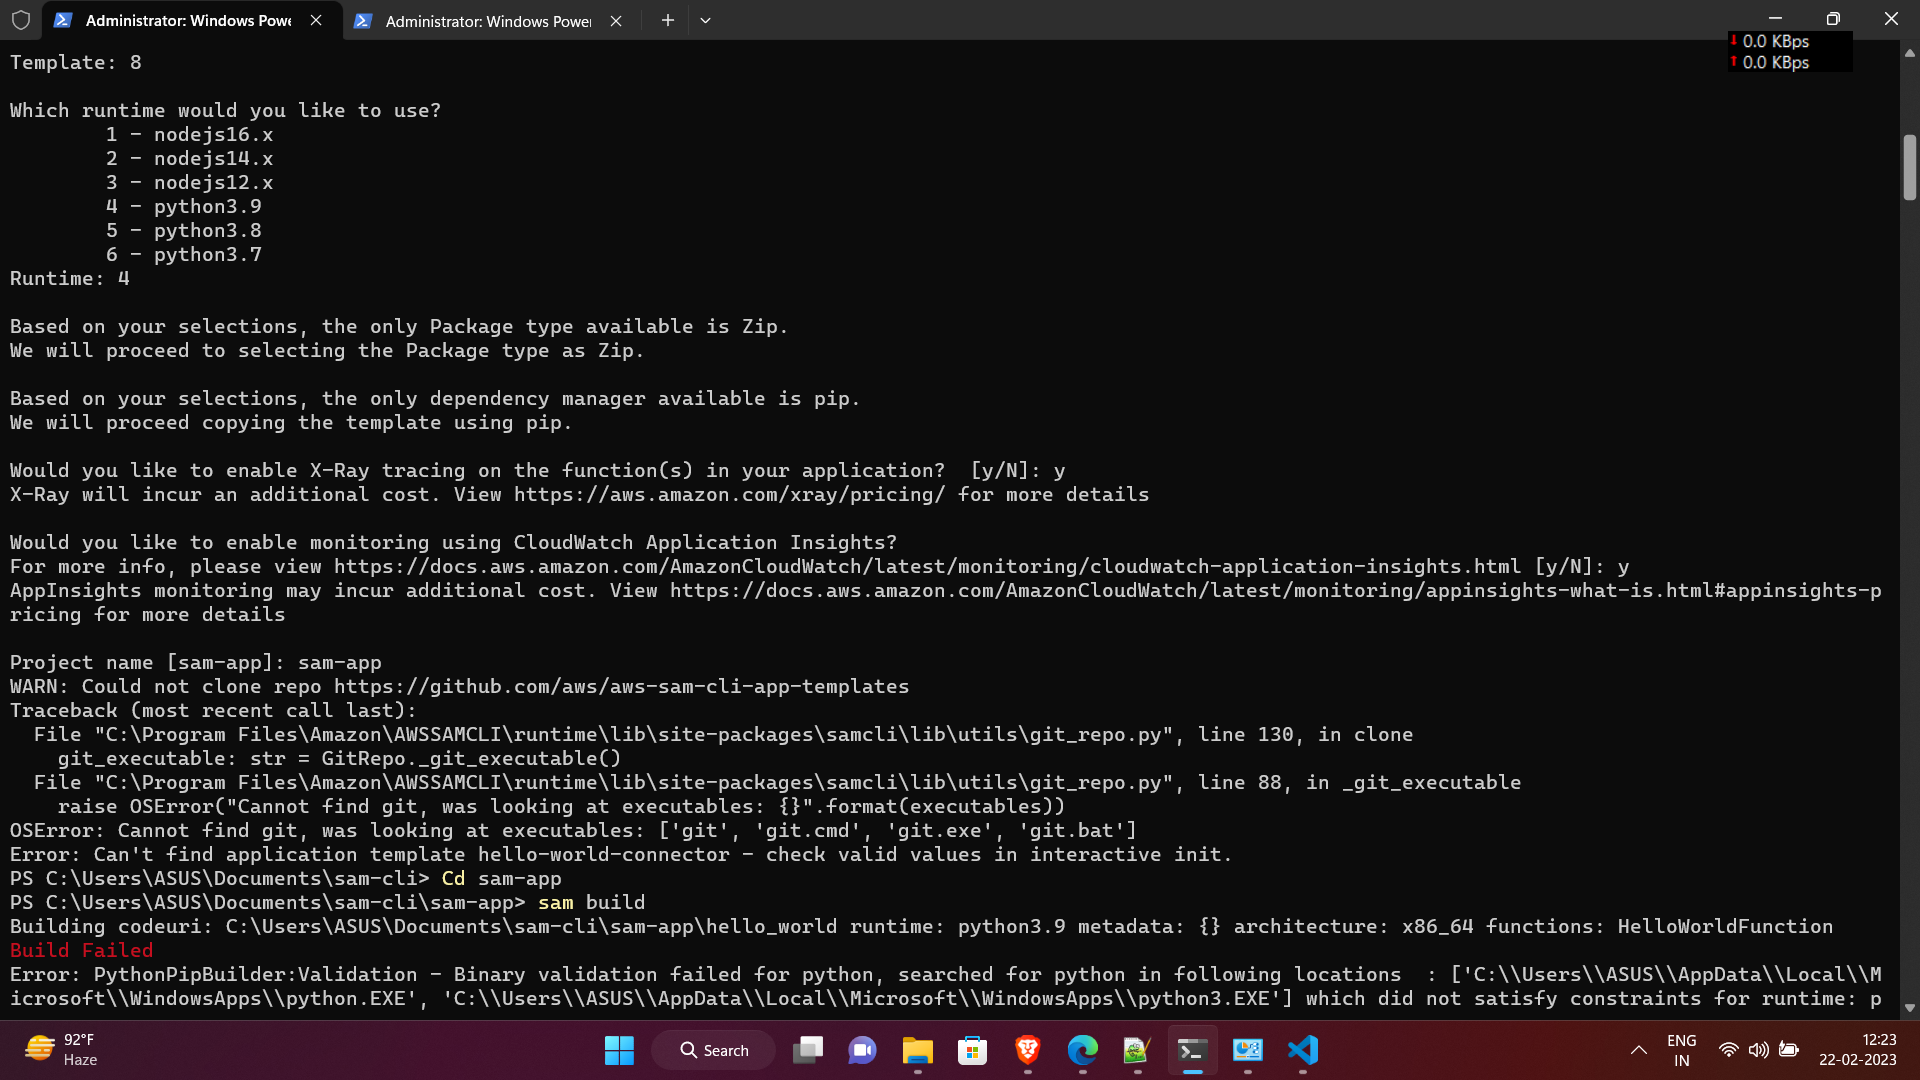 Administrator: Windows Powe
Administrator: Windows Power
0.0 KBps
0.0 KBps
Template: 8
Which runtime would you like to use?
1 - nodejs16.x
2 - nodejs14.x
3 - nodejs12.x
4 - python3.9
5 - python3.8
6 - python3.7
Runtime: 4
Based on your selections, the only Package type available is Zip.
We will proceed to selecting the Package type as Zip.
Based on your selections, the only dependency manager available is pip.
We will proceed copying the template using pip.
Would you like to enable X-Ray tracing on the function(s) in your application?  [y/N]: y
X-Ray will incur an additional cost. View https://aws.amazon.com/xray/pricing/ for more details
Would you like to enable monitoring using CloudWatch Application Insights?
For more info, please view https://docs.aws.amazon.com/AmazonCloudWatch/latest/monitoring/cloudwatch-application-insights.html [y/N]: y
AppInsights monitoring may incur additional cost. View https://docs.aws.amazon.com/AmazonCloudWatch/latest/monitoring/appinsights-what-is.html#appinsights-p
ricing for more details
Project name [sam-app]: sam-app
WARN: Could not clone repo https://github.com/aws/aws-sam-cli-app-templates
Traceback (most recent call last):
  File "C:\Program Files\Amazon\AWSSAMCLI\runtime\lib\site-packages\samcli\lib\utils\git_repo.py", line 130, in clone
    git_executable: str = GitRepo._git_executable()
  File "C:\Program Files\Amazon\AWSSAMCLI\runtime\lib\site-packages\samcli\lib\utils\git_repo.py", line 88, in _git_executable
    raise OSError("Cannot find git, was looking at executables: {}".format(executables))
OSError: Cannot find git, was looking at executables: ['git', 'git.cmd', 'git.exe', 'git.bat']
Error: Can't find application template hello-world-connector - check valid values in interactive init.
PS C:\Users\ASUS\Documents\sam-cli> Cd sam-app
PS C:\Users\ASUS\Documents\sam-cli\sam-app> sam build
Building codeuri: C:\Users\ASUS\Documents\sam-cli\sam-app\hello_world runtime: python3.9 metadata: {} architecture: x86_64 functions: HelloWorldFunction
Build Failed
Error: PythonPipBuilder:Validation - Binary validation failed for python, searched for python in following locations  : ['C:\\Users\\ASUS\\AppData\\Local\\M
icrosoft\\WindowsApps\\python.EXE', 'C:\\Users\\ASUS\\AppData\\Local\\Microsoft\\WindowsApps\\python3.EXE'] which did not satisfy constraints for runtime: p
92°F
Haze
Search
ENG
IN
12:23
22-02-2023